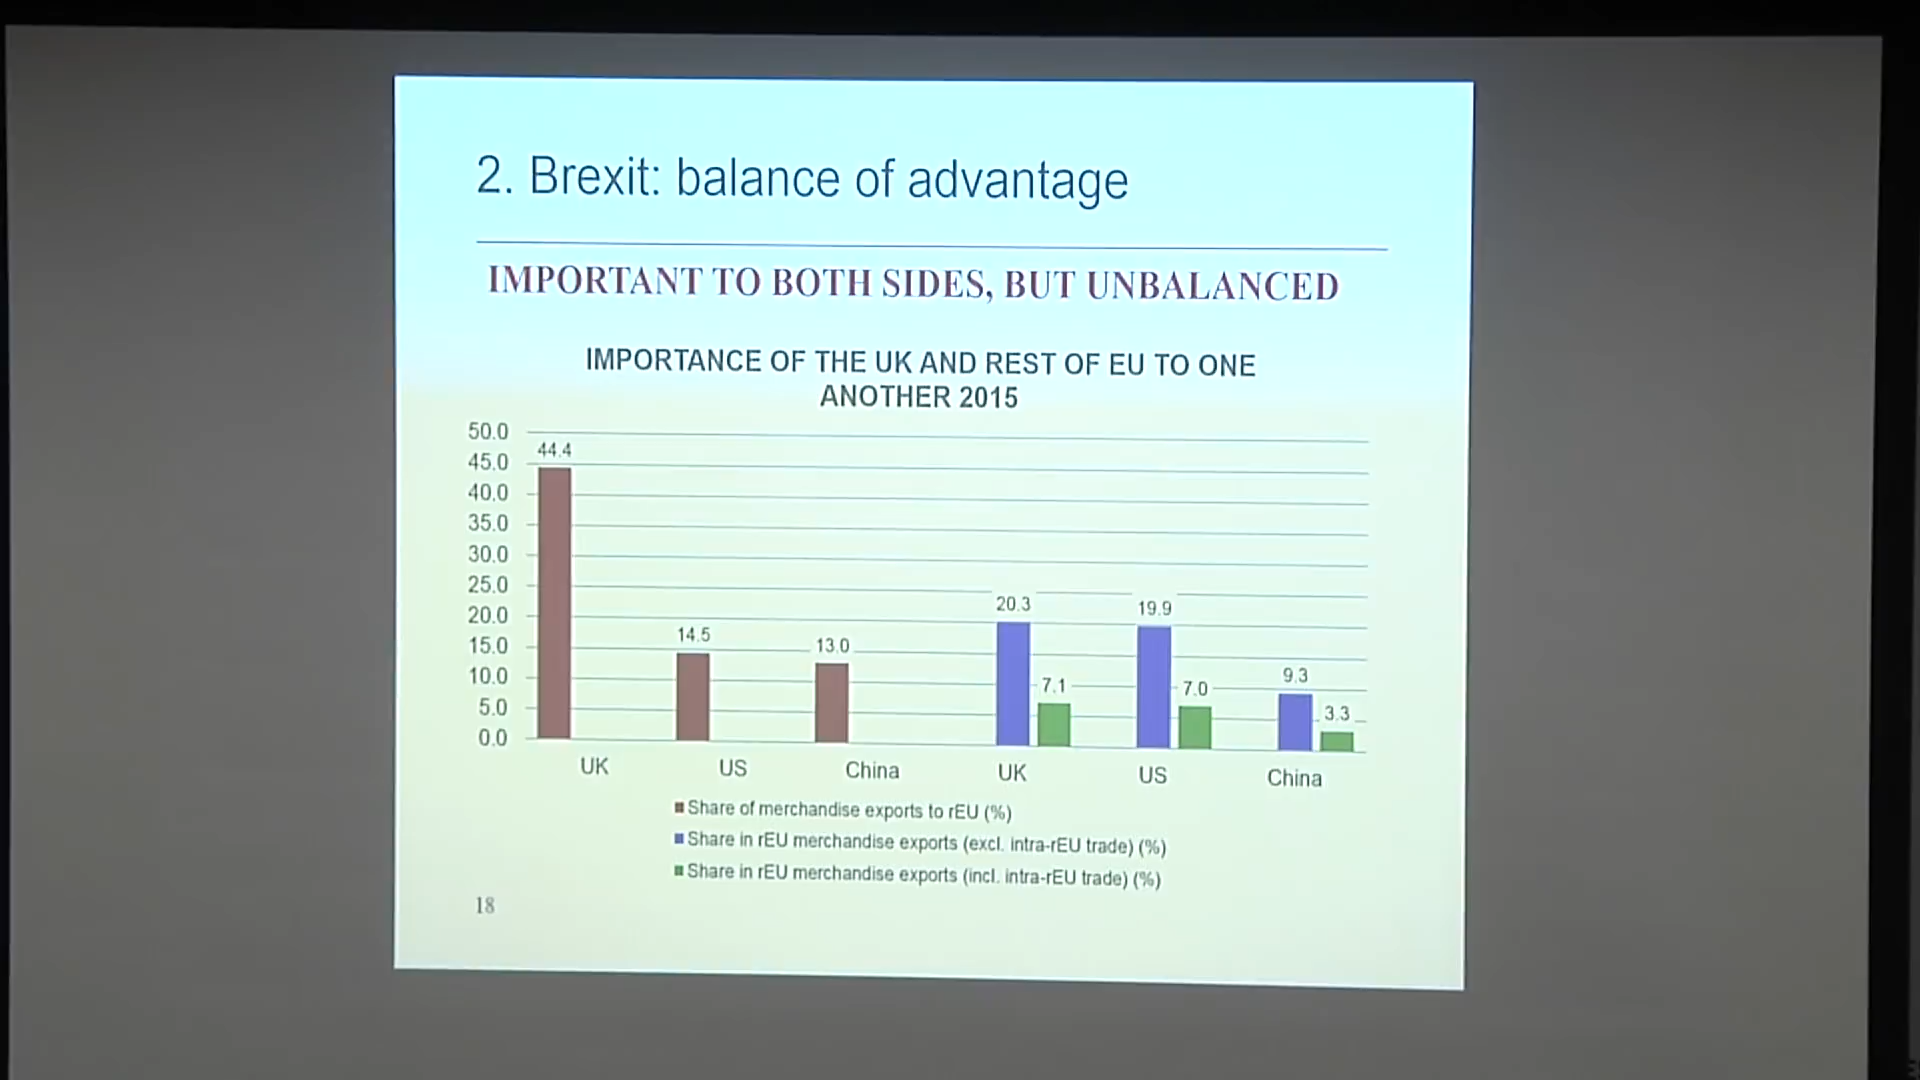 2. Brexit: balance of advantage
IMPORTANT TO BOTH SIDES, BUT UNBALANCED
IMPORTANCE OF THE UK AND REST OF EU TO ONE
ANOTHER 2015
50.0
45.0
40.0
35.0
30.0
25.0
20.0
15.0
10.0
5.0
0.0
44.4
14.5
13.0
20.3
7.1
19.9
7.0
9.3
3.3
UK US China UK US China
Share of merchandise exports to rEU (%)
Share in rEU merchandise exports (excl. intra-rEU trade) (%)
Share in rEU merchandise exports (incl. intra-rEU trade) (%)
18